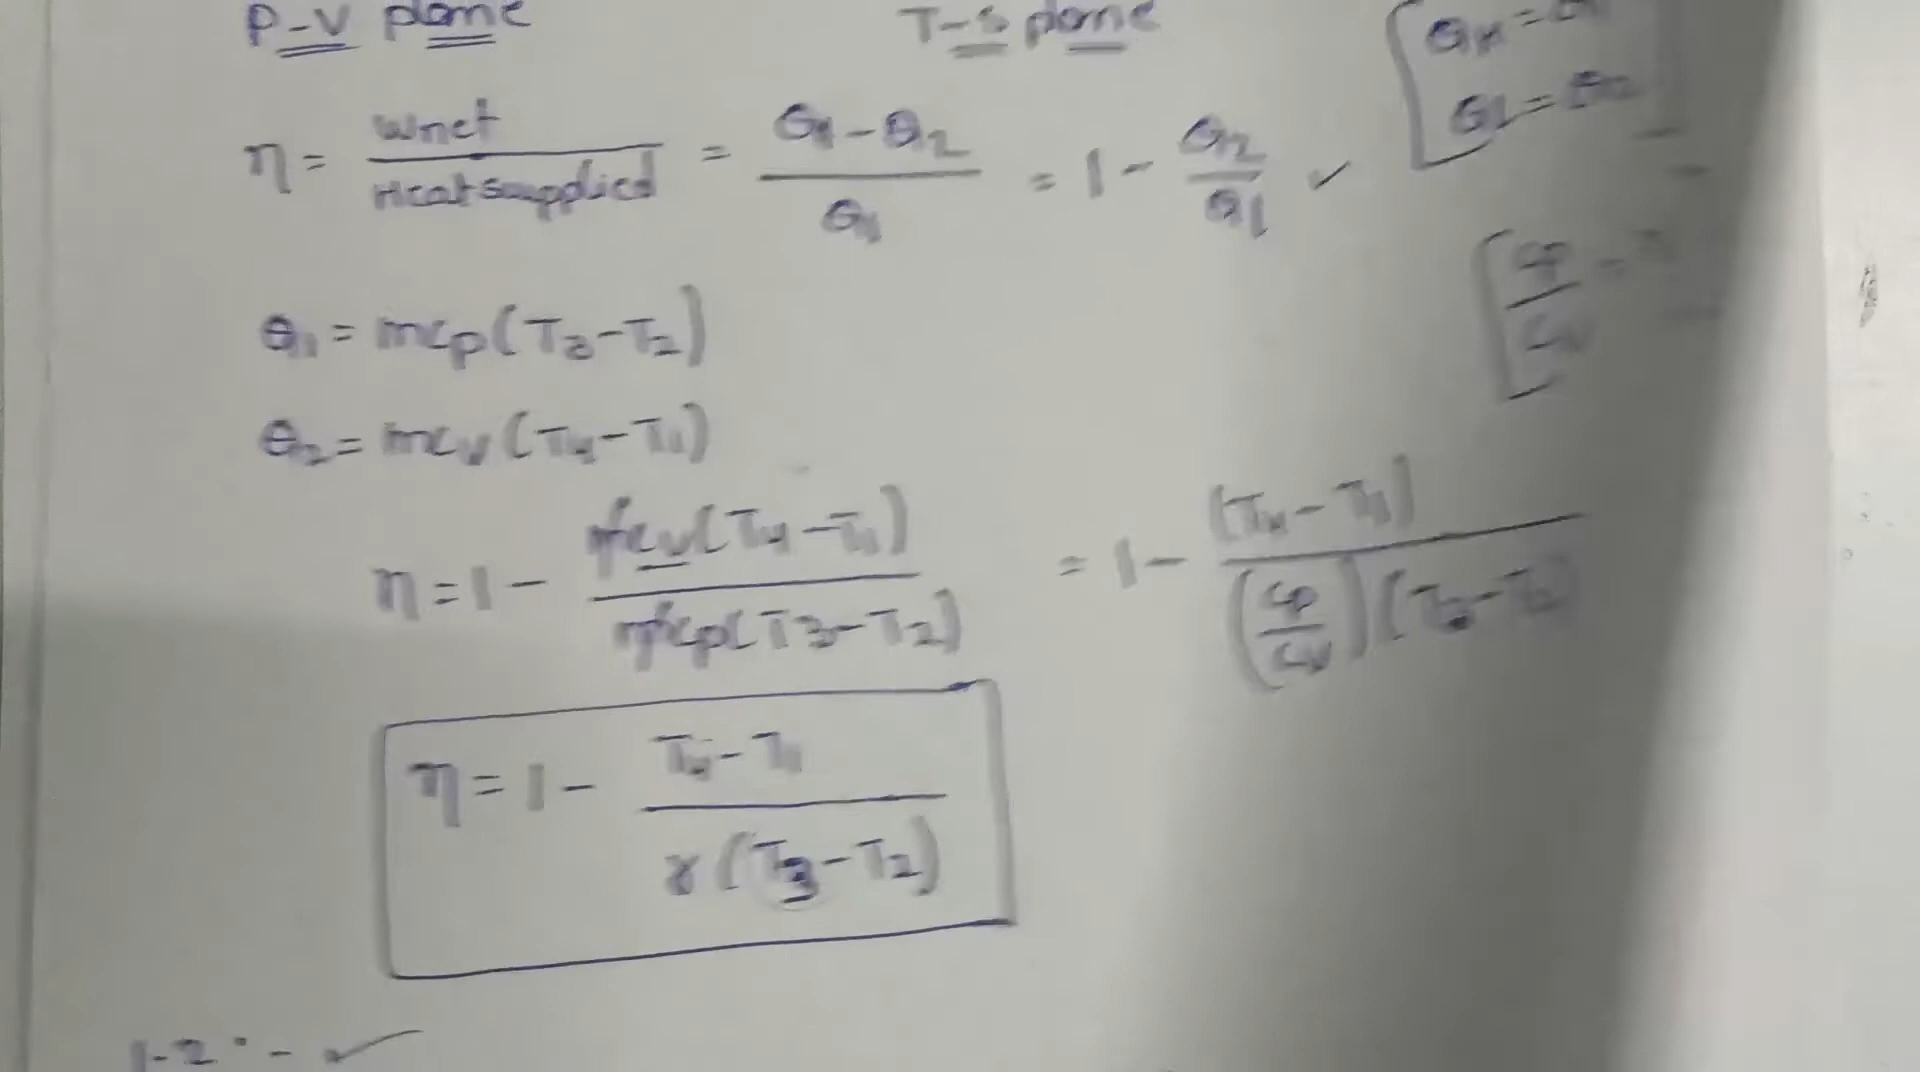 P-V plane
T-S plane
η = Wnet / Heat supplied = Q1 - Q2 / Q1 = 1 - Q2 / Q1 ✓
Q1 = mcp(T3-T2)
Q2 = mcv(T4-T1)
η = 1 - mcv(T4-T1) / mcp(T3-T2) = 1 - (T4-T1) / (cp/cv)(T3-T2)
η = 1 - T4-T1 / γ(T3-T2)
1-2 : - ✓